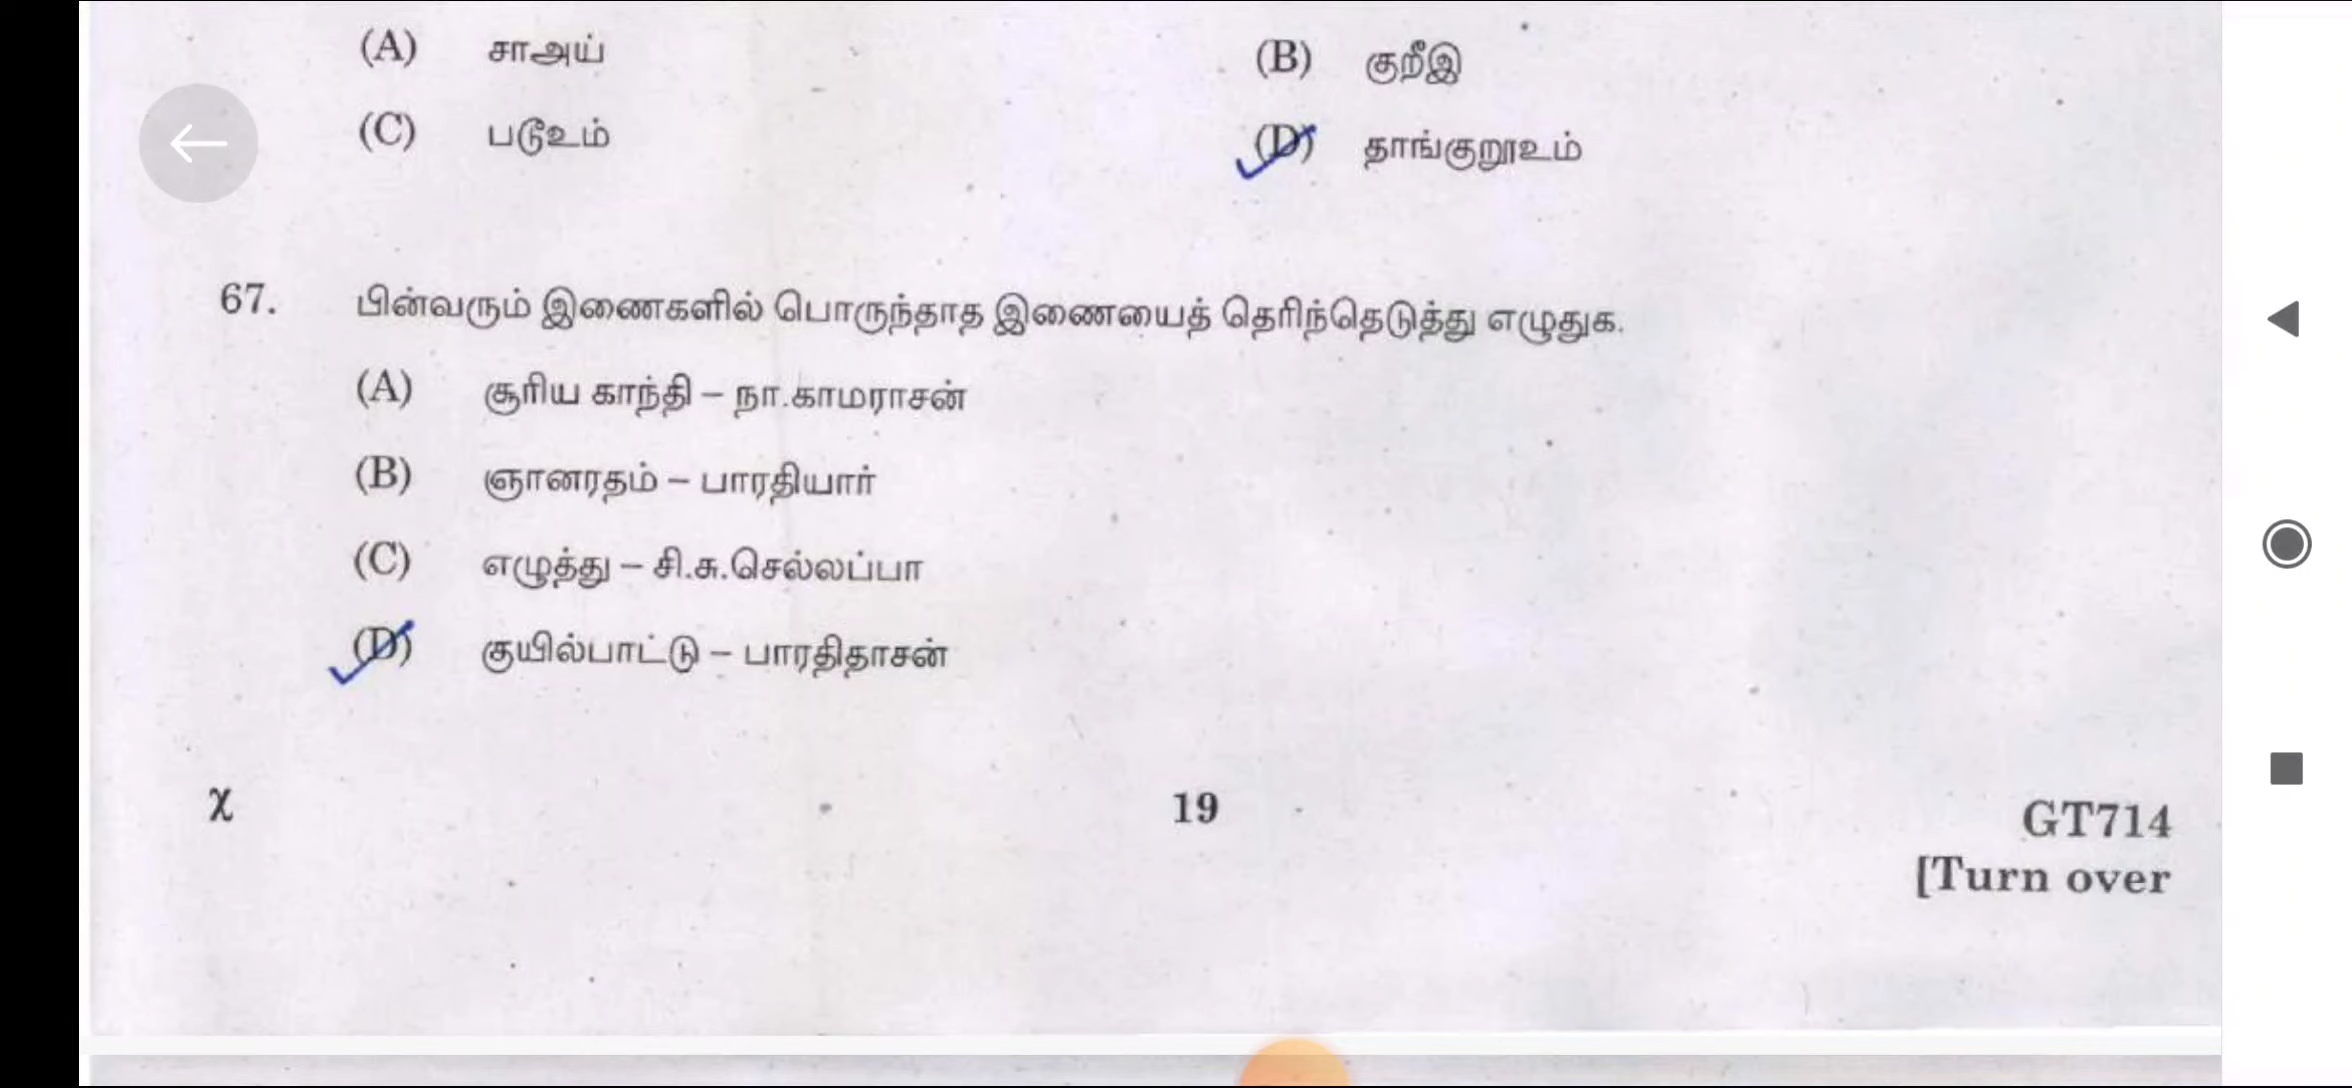 (A) சாஅய் (B) குறீஇ
(C) படூஉம் (D) தாங்குறூஉம்
67. பின்வரும் இணைகளில் பொருந்தாத இணையைத் தெரிந்தெடுத்து எழுதுக.
(A) சூரிய காந்தி – நா.காமராசன்
(B) ஞானரதம் – பாரதியார்
(C) எழுத்து – சி.சு.செல்லப்பா
(D) குயில்பாட்டு – பாரதிதாசன்
χ 19 GT714
[Turn over